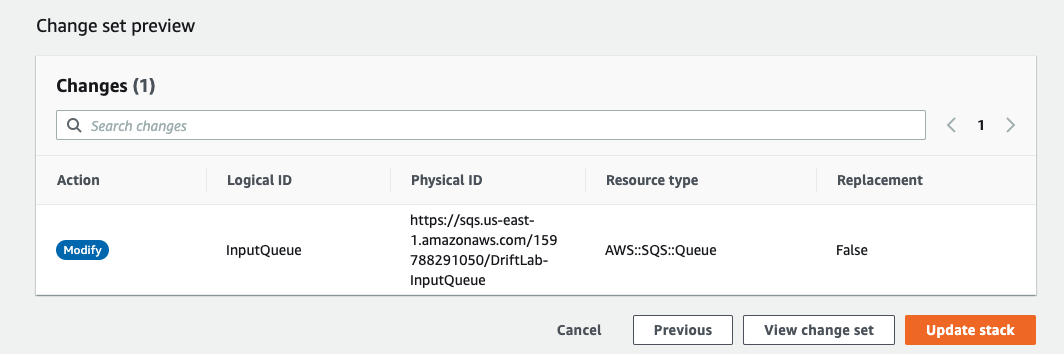 Change set preview
Changes (1)
Search changes
1
Action
Logical ID
Physical ID
Resource type
Replacement
Modify
InputQueue
https://sqs.us-east-
1.amazonaws.com/159
788291050/DriftLab-
InputQueue
AWS::SQS::Queue
False
Cancel
Previous
View change set
Update stack